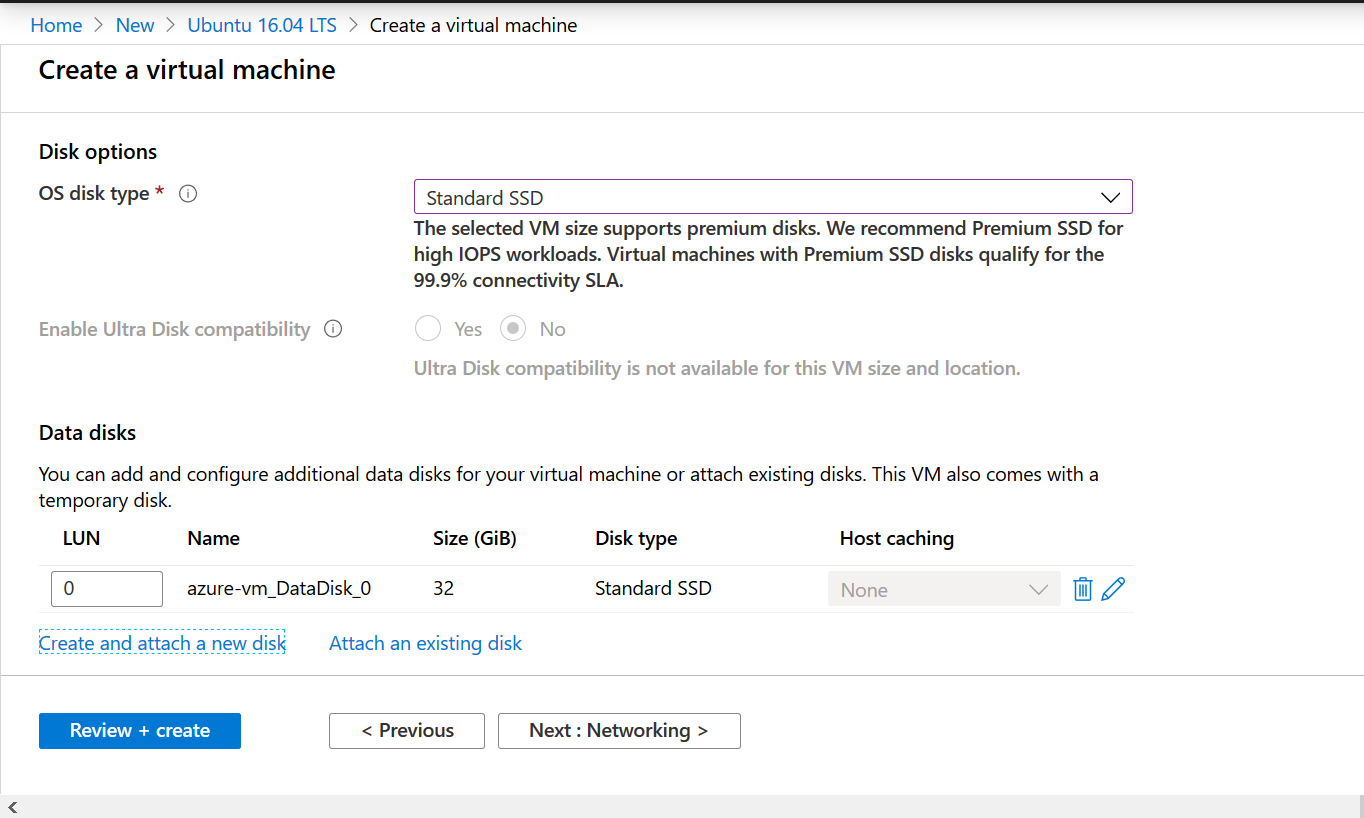 Home > New > Ubuntu 16.04 LTS > Create a virtual machine
Create a virtual machine
Disk options
OS disk type *
Standard SSD
The selected VM size supports premium disks. We recommend Premium SSD for
high IOPS workloads. Virtual machines with Premium SSD disks qualify for the
99.9% connectivity SLA.
Enable Ultra Disk compatibility
Yes No
Ultra Disk compatibility is not available for this VM size and location.
Data disks
You can add and configure additional data disks for your virtual machine or attach existing disks. This VM also comes with a
temporary disk.
LUN Name Size (GiB) Disk type Host caching
0 azure-vm_DataDisk_0 32 Standard SSD None
Create and attach a new disk Attach an existing disk
Review + create < Previous Next : Networking >